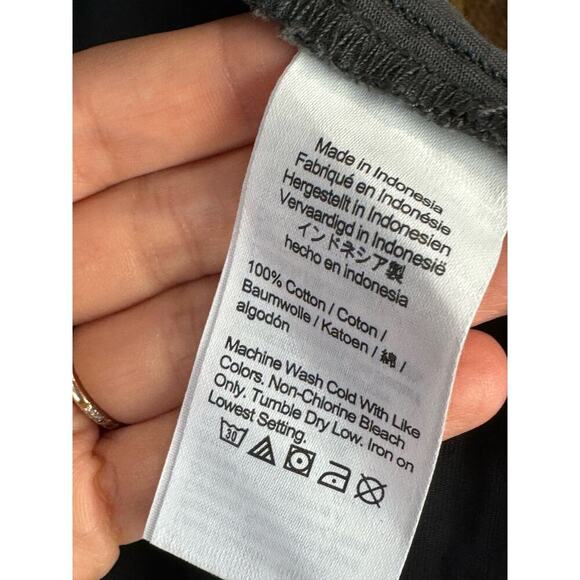 Made in Indonesia
Fabriqué en Indonésie
Hergestellt in Indonesien
Vervaardigd in Indonesië
インドネシア製
hecho en indonesia
100% Cotton / Coton /
Baumwolle / Katoen / 綿 /
algodón
Machine Wash Cold With Like
Colors. Non-Chlorine Bleach
Only. Tumble Dry Low. Iron on
Lowest Setting.
30